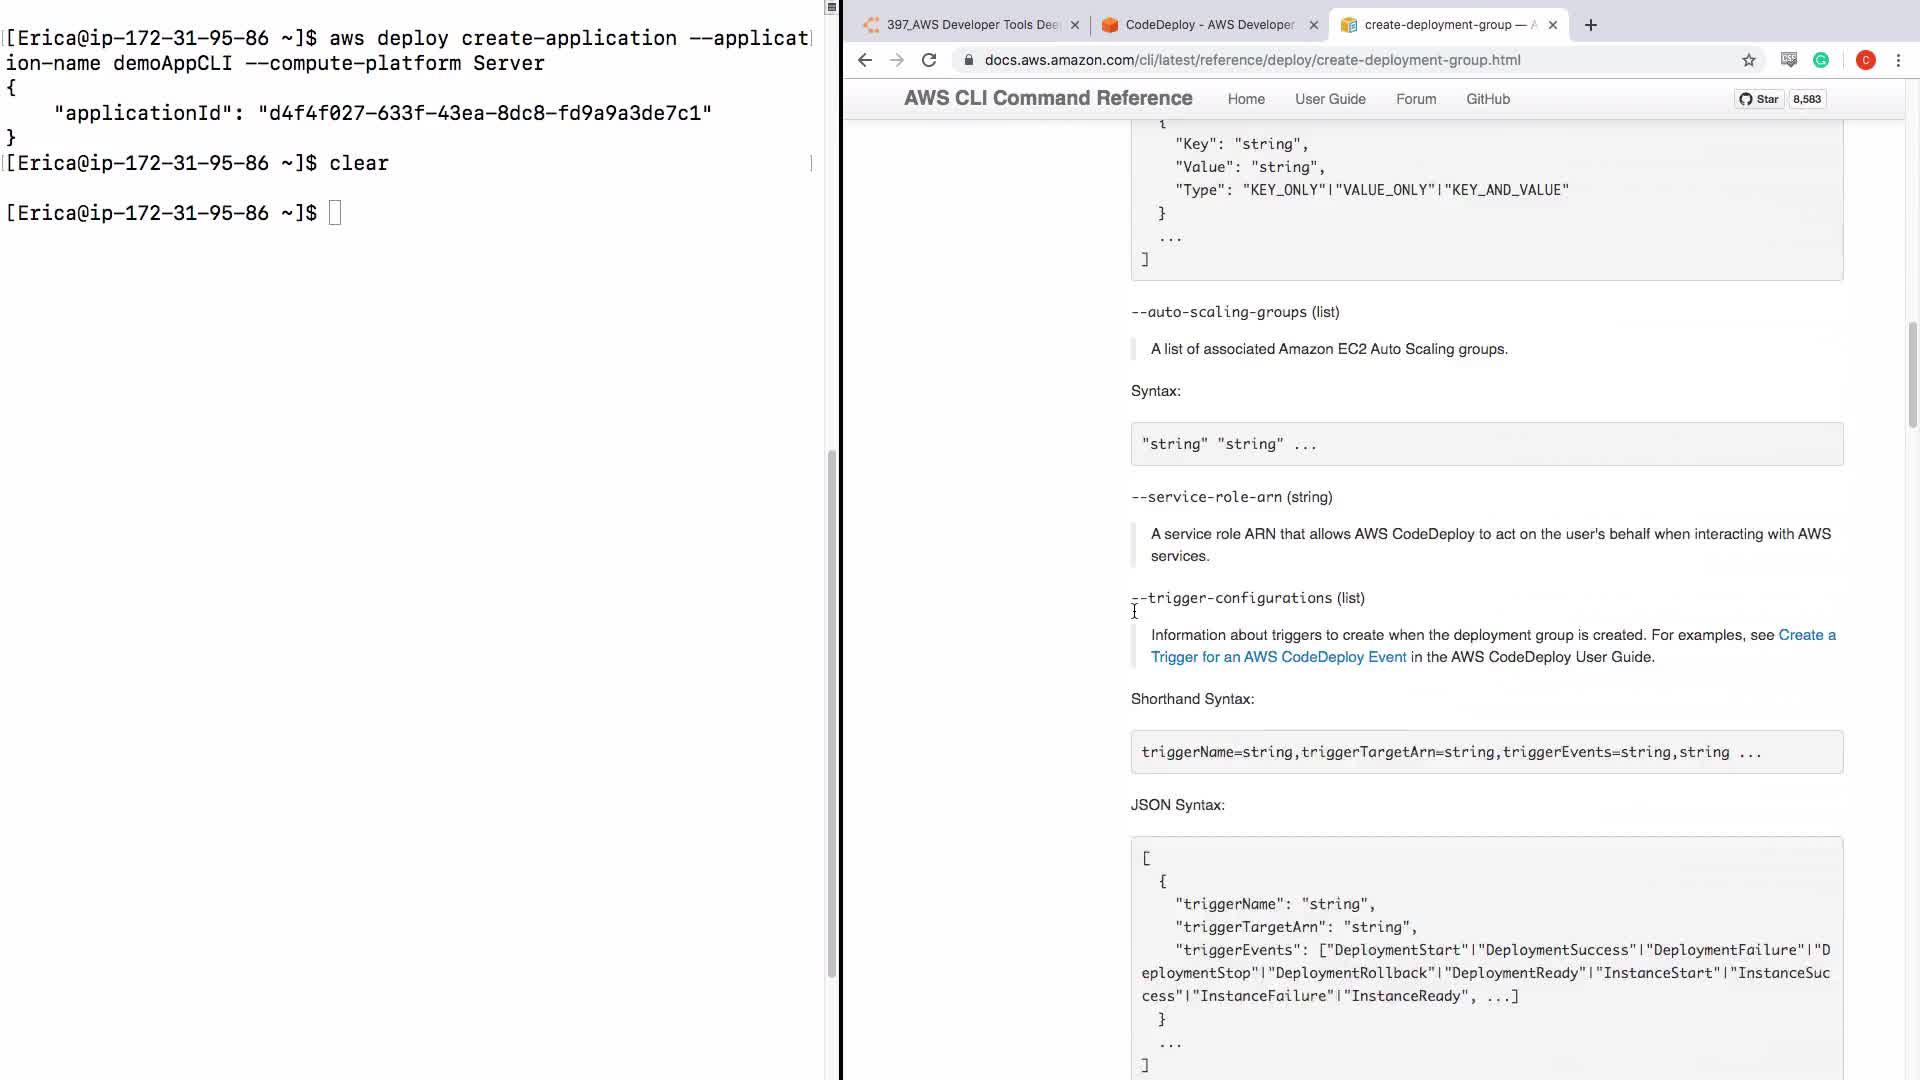 [Erica@ip-172-31-95-86 ~]$ aws deploy create-application --applicat
ion-name demoAppCLI --compute-platform Server
{
    "applicationId": "d4f4f027-633f-43ea-8dc8-fd9a9a3de7c1"
}
[Erica@ip-172-31-95-86 ~]$ clear
[Erica@ip-172-31-95-86 ~]$
397_AWS Developer Tools Dee
CodeDeploy - AWS Developer
create-deployment-group — A
docs.aws.amazon.com/cli/latest/reference/deploy/create-deployment-group.html
C
AWS CLI Command Reference Home User Guide Forum GitHub Star 8,583
{
"Key": "string",
"Value": "string",
"Type": "KEY_ONLY"|"VALUE_ONLY"|"KEY_AND_VALUE"
}
...
]
--auto-scaling-groups (list)
A list of associated Amazon EC2 Auto Scaling groups.
Syntax:
"string" "string" ...
--service-role-arn (string)
A service role ARN that allows AWS CodeDeploy to act on the user's behalf when interacting with AWS
services.
--trigger-configurations (list)
Information about triggers to create when the deployment group is created. For examples, see Create a
Trigger for an AWS CodeDeploy Event in the AWS CodeDeploy User Guide.
Shorthand Syntax:
triggerName=string,triggerTargetArn=string,triggerEvents=string,string ...
JSON Syntax:
[
{
"triggerName": "string",
"triggerTargetArn": "string",
"triggerEvents": ["DeploymentStart"|"DeploymentSuccess"|"DeploymentFailure"|"D
eploymentStop"|"DeploymentRollback"|"DeploymentReady"|"InstanceStart"|"InstanceSuc
cess"|"InstanceFailure"|"InstanceReady", ...]
}
...
]